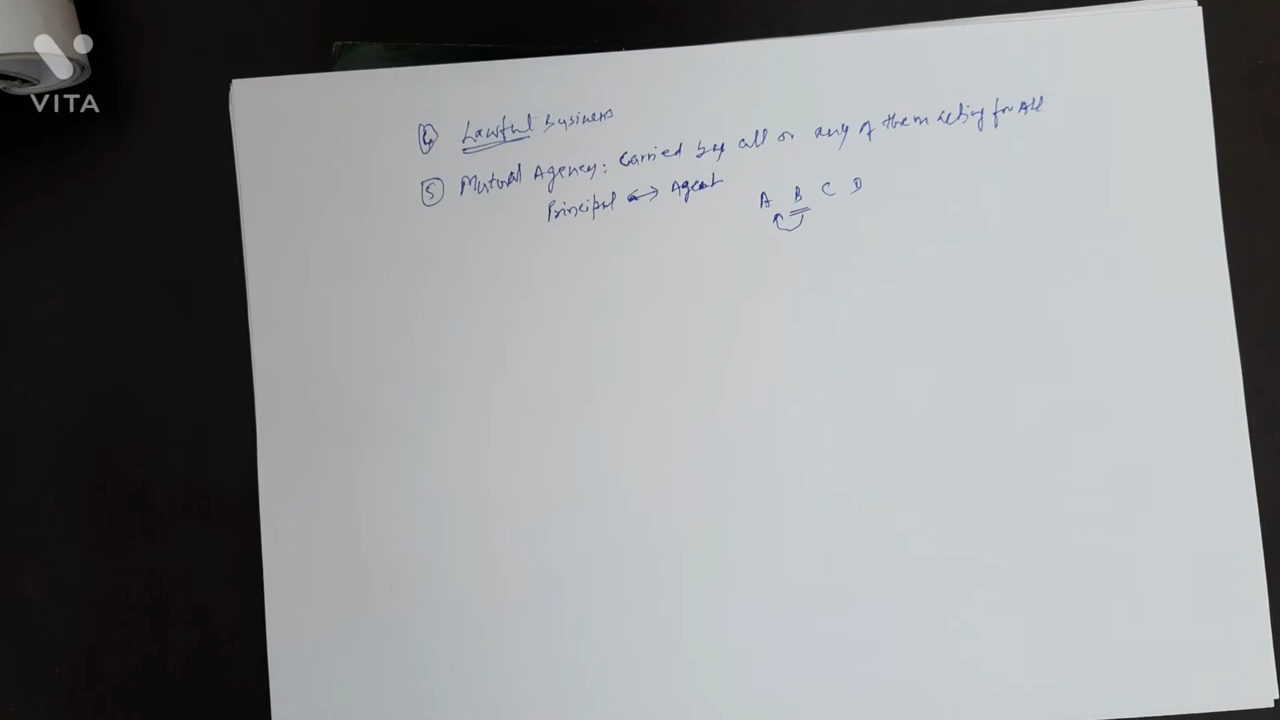 VITA
④ Lawful Business
⑤ Mutual Agency: Carried by all or any of them acting for All
Principal ↔ Agent
A B C D